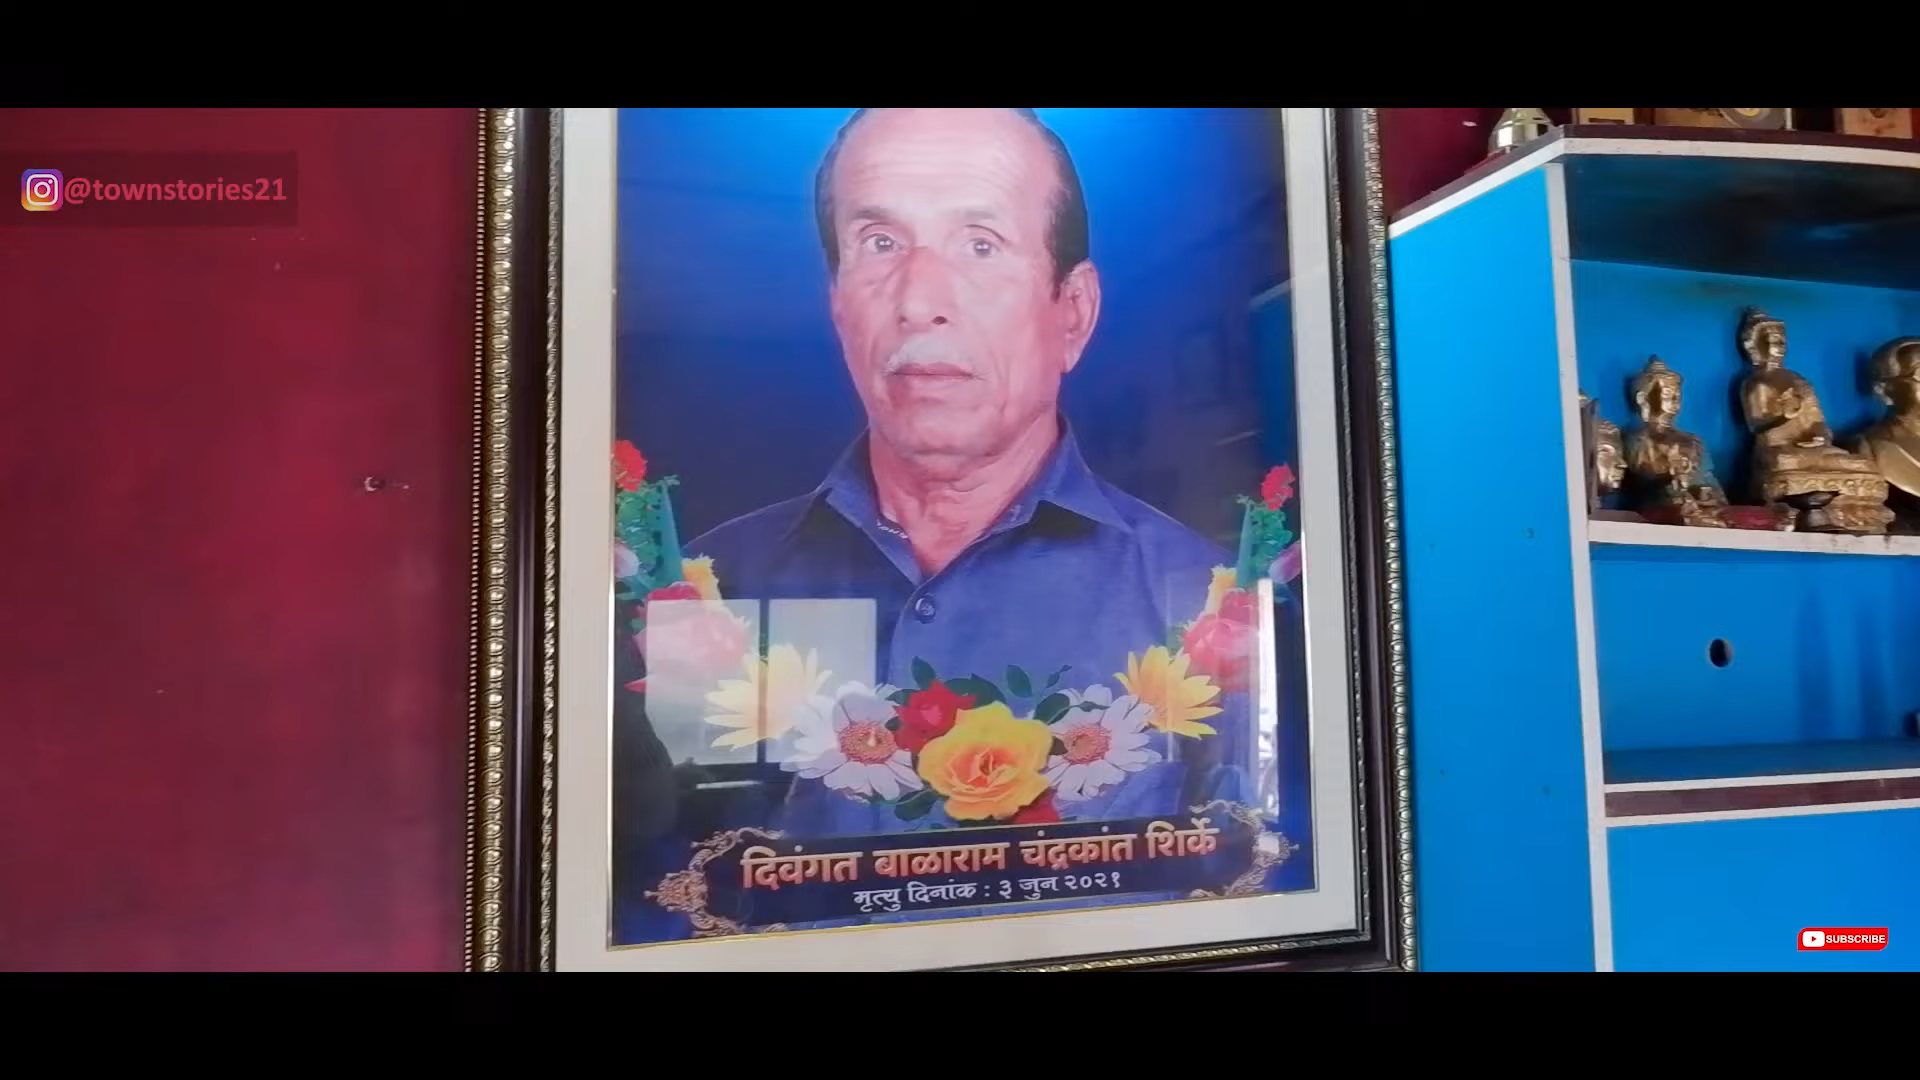 @townstories21
दिवंगत बाळाराम चंद्रकांत शिर्के
मृत्यु दिनांक : ३ जुन २०२१
SUBSCRIBE